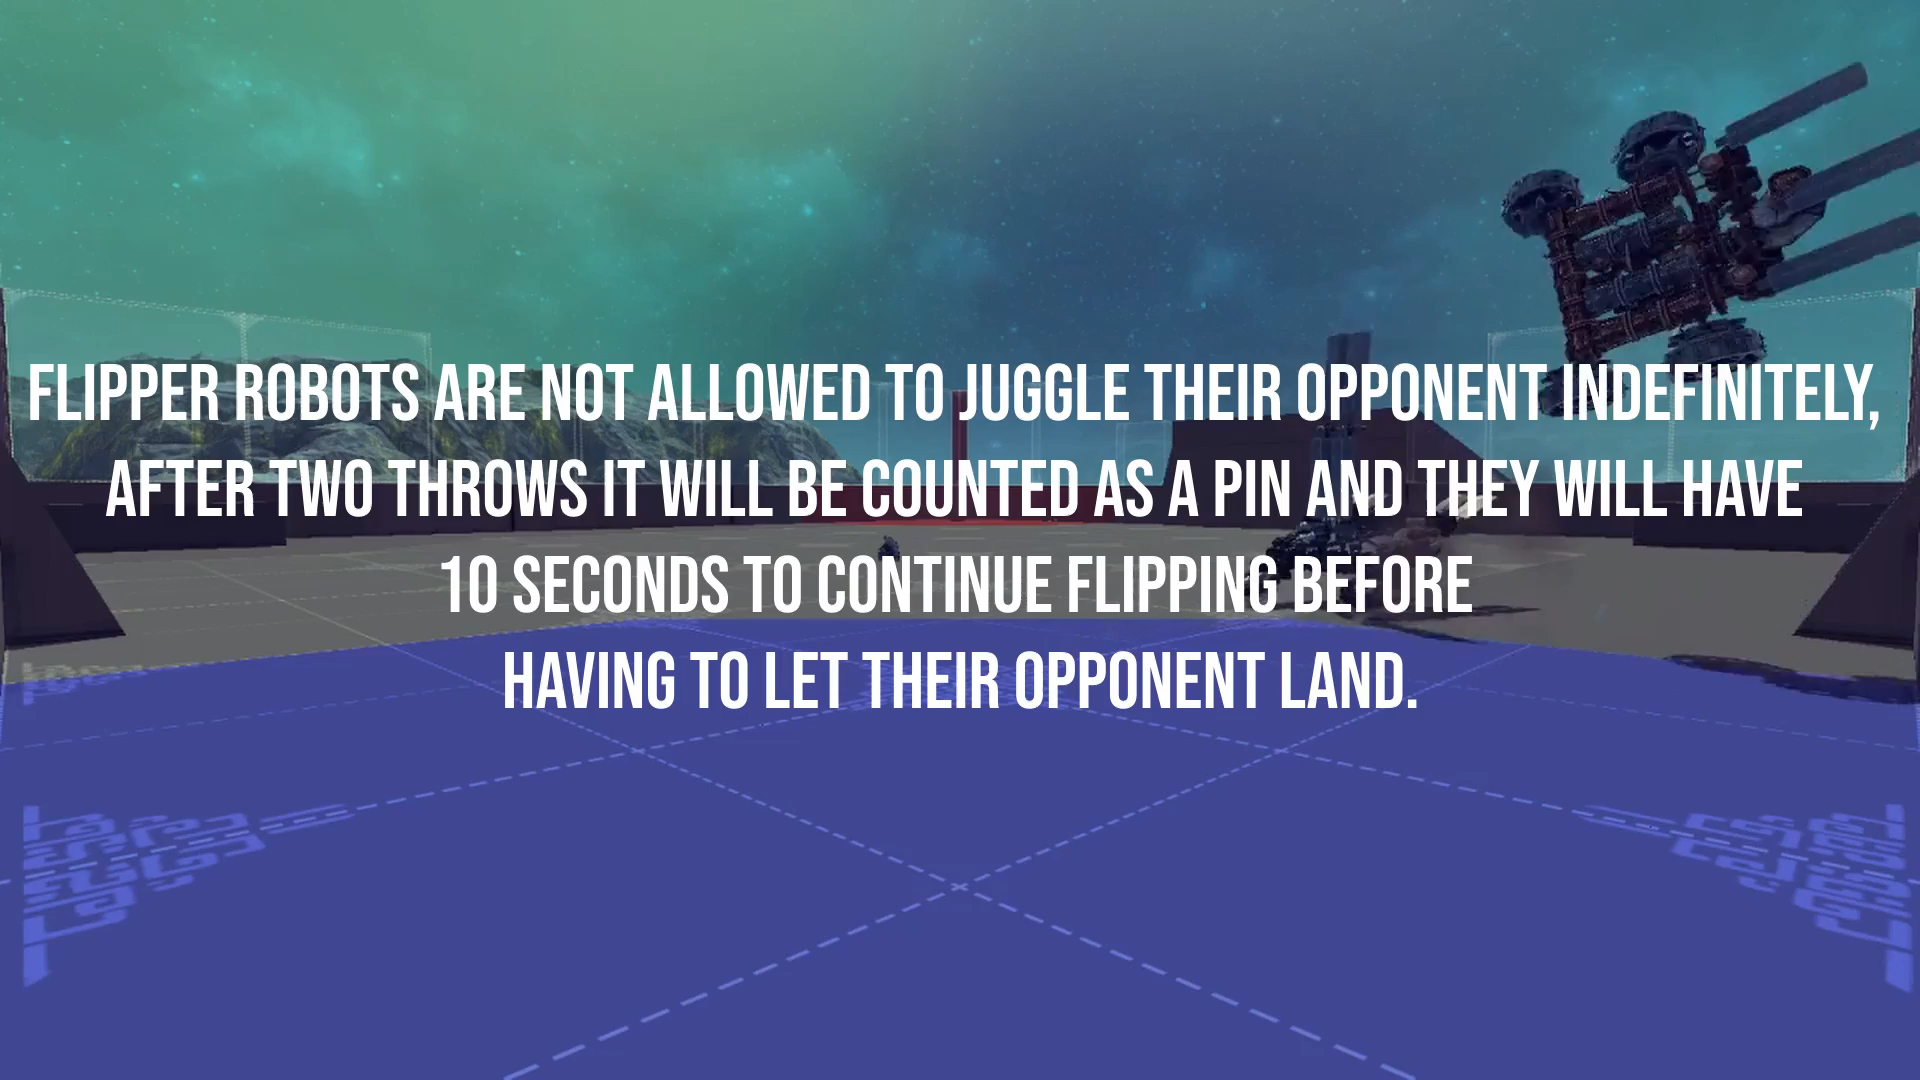 FLIPPER ROBOTS ARE NOT ALLOWED TO JUGGLE THEIR OPPONENT INDEFINITELY,
AFTER TWO THROWS IT WILL BE COUNTED AS A PIN AND THEY WILL HAVE
10 SECONDS TO CONTINUE FLIPPING BEFORE
HAVING TO LET THEIR OPPONENT LAND.